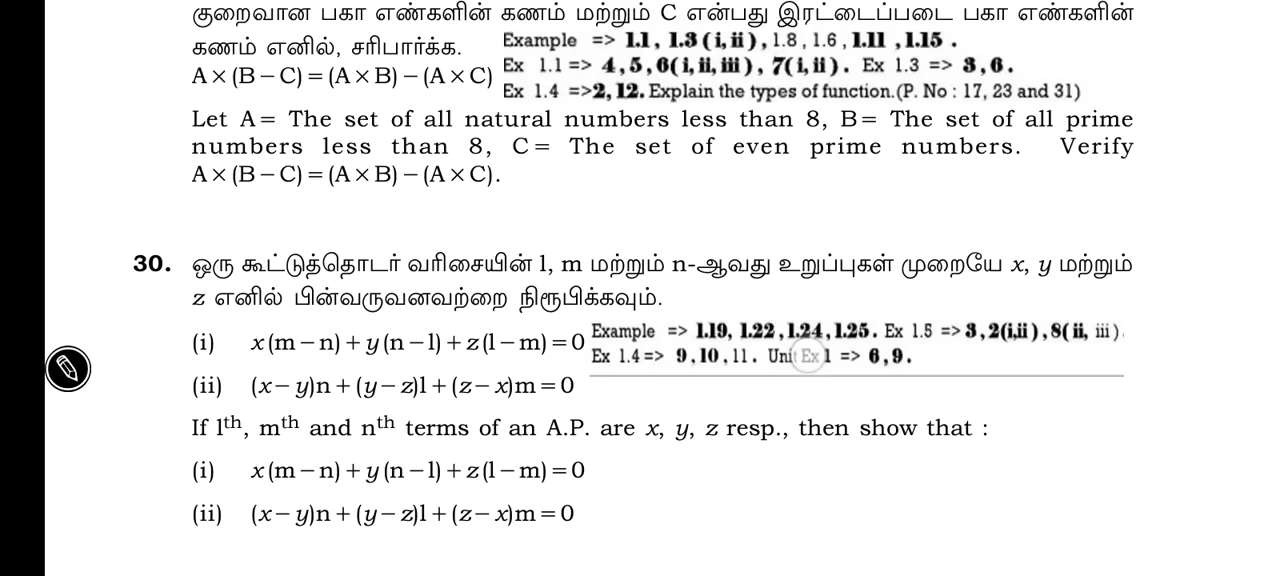 குறைவான பகா எண்களின் கணம் மற்றும் C என்பது இரட்டைப்படை பகா எண்களின்
கணம் எனில், சரிபார்க்க.
A×(B−C)=(A×B)−(A×C)
Example => 1.1, 1.3(i,ii), 1.8, 1.6, 1.11, 1.15.
Ex 1.1 => 4,5,6(i,ii,iii), 7(i,ii). Ex 1.3 => 3,6.
Ex 1.4 =>2,12. Explain the types of function.(P. No : 17, 23 and 31)
Let A= The set of all natural numbers less than 8, B= The set of all prime
numbers less than 8, C= The set of even prime numbers. Verify
A×(B−C)=(A×B)−(A×C).
30. ஒரு கூட்டுத்தொடர் வரிசையின் l, m மற்றும் n-ஆவது உறுப்புகள் முறையே x, y மற்றும்
z எனில் பின்வருவனவற்றை நிரூபிக்கவும்.
(i) x(m−n)+y(n−l)+z(l−m)=0
Example => 1.19, 1.22, 1.24, 1.25. Ex 1.5 => 3,2(i,ii),8(ii, iii).
Ex 1.4 => 9,10,11. Unit Ex 1 => 6,9.
(ii) (x−y)n+(y−z)l+(z−x)m=0
If lth, mth and nth terms of an A.P. are x, y, z resp., then show that :
(i) x(m−n)+y(n−l)+z(l−m)=0
(ii) (x−y)n+(y−z)l+(z−x)m=0